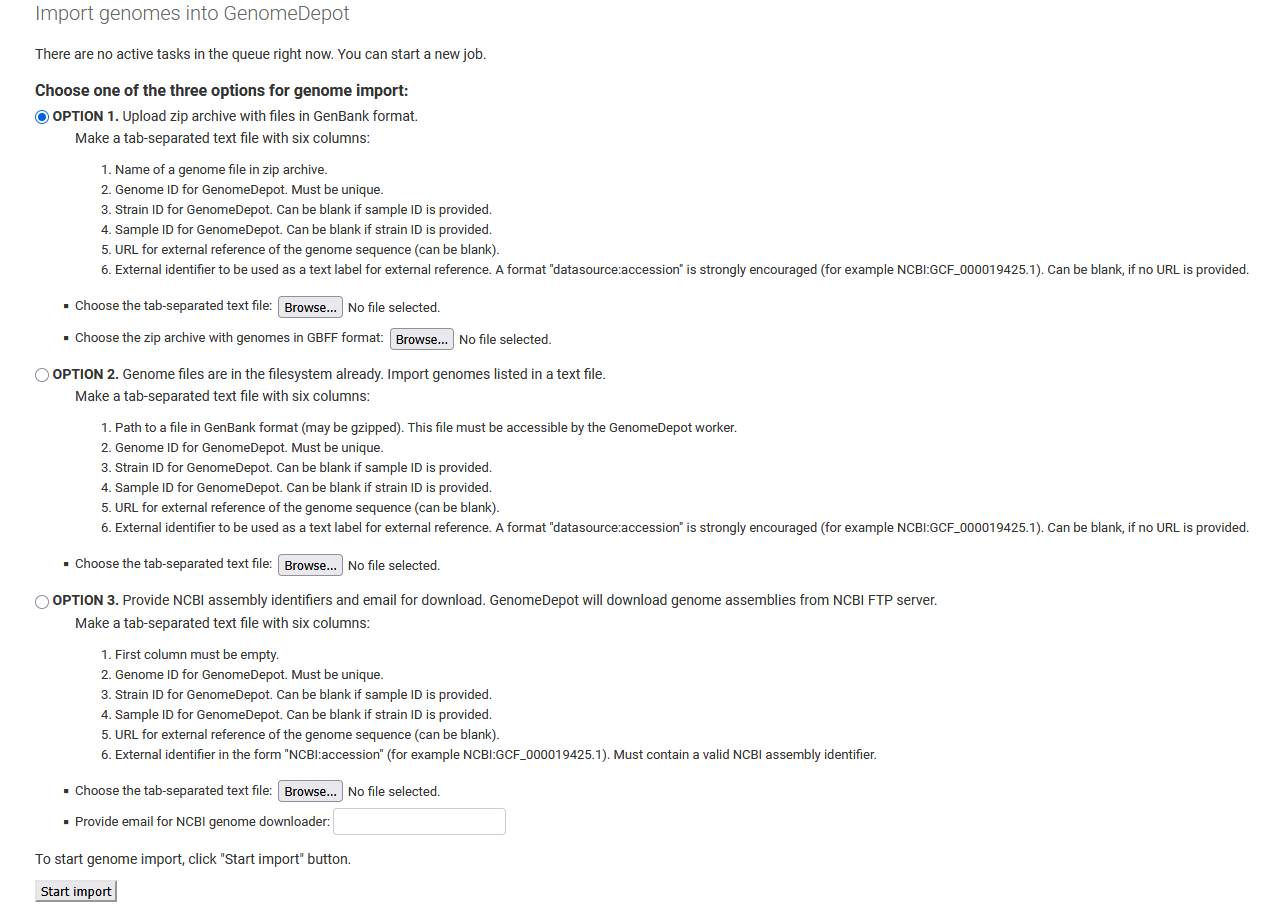 Import genomes into GenomeDepot
There are no active tasks in the queue right now. You can start a new job.
Choose one of the three options for genome import:
OPTION 1. Upload zip archive with files in GenBank format.
Make a tab-separated text file with six columns:
1. Name of a genome file in zip archive.
2. Genome ID for GenomeDepot. Must be unique.
3. Strain ID for GenomeDepot. Can be blank if sample ID is provided.
4. Sample ID for GenomeDepot. Can be blank if strain ID is provided.
5. URL for external reference of the genome sequence (can be blank).
6. External identifier to be used as a text label for external reference. A format "datasource:accession" is strongly encouraged (for example NCBI:GCF_000019425.1). Can be blank, if no URL is provided.
▪ Choose the tab-separated text file: Browse... No file selected.
▪ Choose the zip archive with genomes in GBFF format: Browse... No file selected.
OPTION 2. Genome files are in the filesystem already. Import genomes listed in a text file.
Make a tab-separated text file with six columns:
1. Path to a file in GenBank format (may be gzipped). This file must be accessible by the GenomeDepot worker.
2. Genome ID for GenomeDepot. Must be unique.
3. Strain ID for GenomeDepot. Can be blank if sample ID is provided.
4. Sample ID for GenomeDepot. Can be blank if strain ID is provided.
5. URL for external reference of the genome sequence (can be blank).
6. External identifier to be used as a text label for external reference. A format "datasource:accession" is strongly encouraged (for example NCBI:GCF_000019425.1). Can be blank, if no URL is provided.
▪ Choose the tab-separated text file: Browse... No file selected.
OPTION 3. Provide NCBI assembly identifiers and email for download. GenomeDepot will download genome assemblies from NCBI FTP server.
Make a tab-separated text file with six columns:
1. First column must be empty.
2. Genome ID for GenomeDepot. Must be unique.
3. Strain ID for GenomeDepot. Can be blank if sample ID is provided.
4. Sample ID for GenomeDepot. Can be blank if strain ID is provided.
5. URL for external reference of the genome sequence (can be blank).
6. External identifier in the form "NCBI:accession" (for example NCBI:GCF_000019425.1). Must contain a valid NCBI assembly identifier.
▪ Choose the tab-separated text file: Browse... No file selected.
▪ Provide email for NCBI genome downloader:
To start genome import, click "Start import" button.
Start import